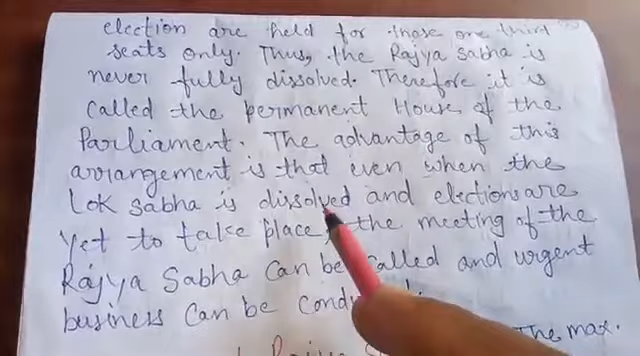 election are held for those one third
seats only. Thus, the Rajya Sabha is
never fully dissolved. Therefore it is
called the permanent House of the
Parliament. The advantage of this
arrangement is that even when the
Lok Sabha is dissolved and elections are
yet to take place, the meeting of the
Rajya Sabha can be called and urgent
business can be
The max.